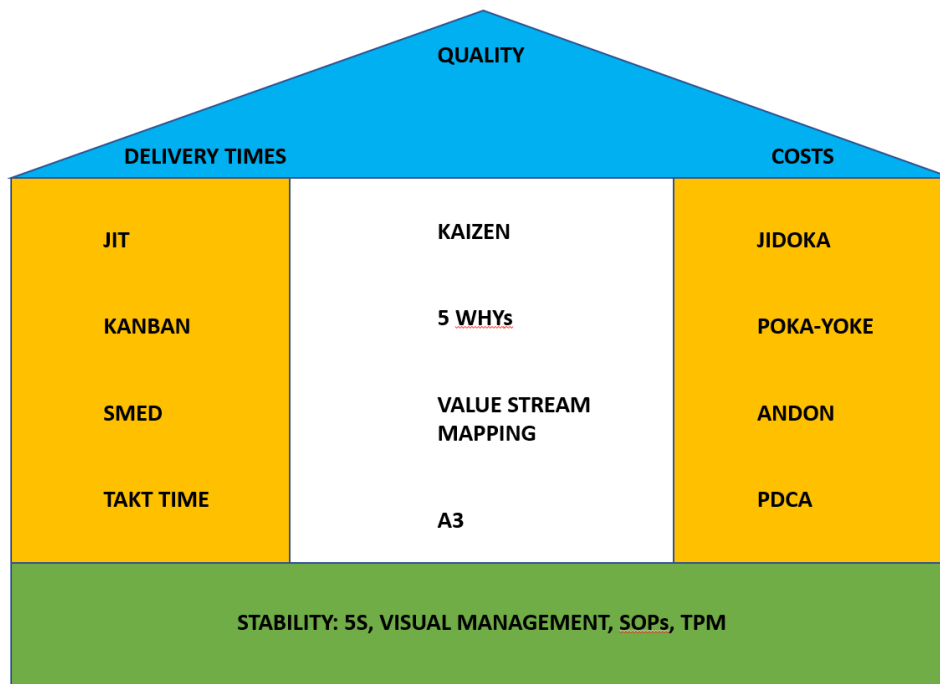 QUALITY
DELIVERY TIMES
COSTS
JIT
KANBAN
SMED
TAKT TIME
KAIZEN
5 WHYs
VALUE STREAM
MAPPING
A3
JIDOKA
POKA-YOKE
ANDON
PDCA
STABILITY: 5S, VISUAL MANAGEMENT, SOPs, TPM